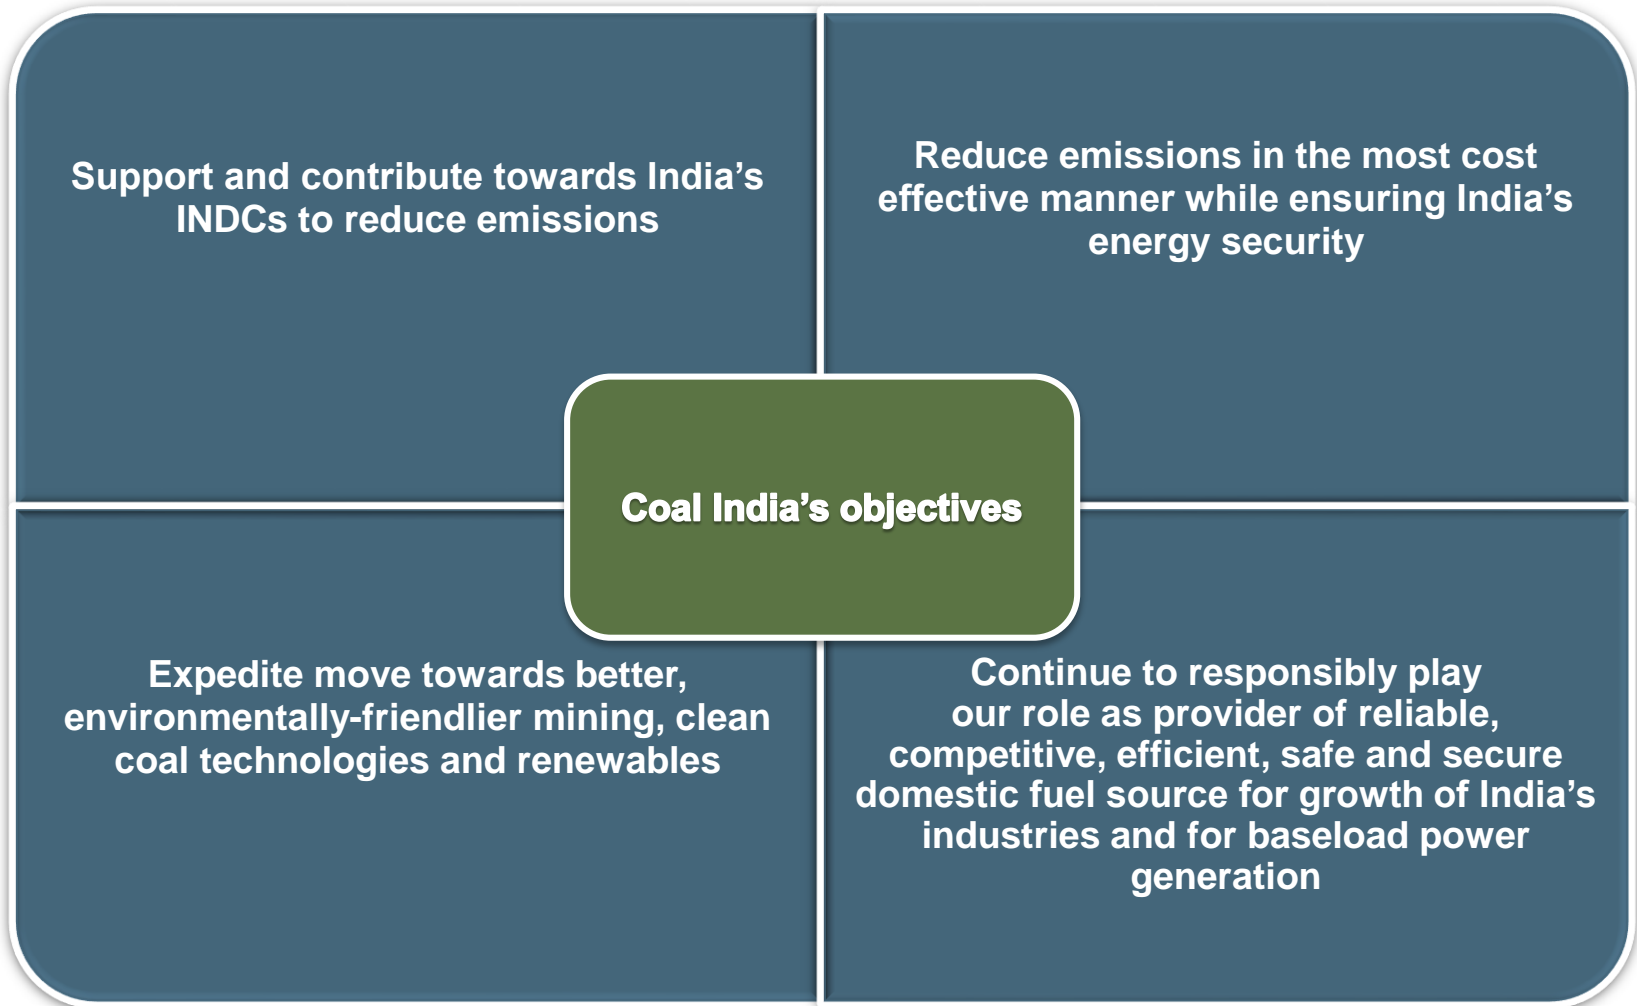 Support and contribute towards India’s
INDCs to reduce emissions
Reduce emissions in the most cost
effective manner while ensuring India’s
energy security
Coal India’s objectives
Expedite move towards better,
environmentally-friendlier mining, clean
coal technologies and renewables
Continue to responsibly play
our role as provider of reliable,
competitive, efficient, safe and secure
domestic fuel source for growth of India’s
industries and for baseload power
generation